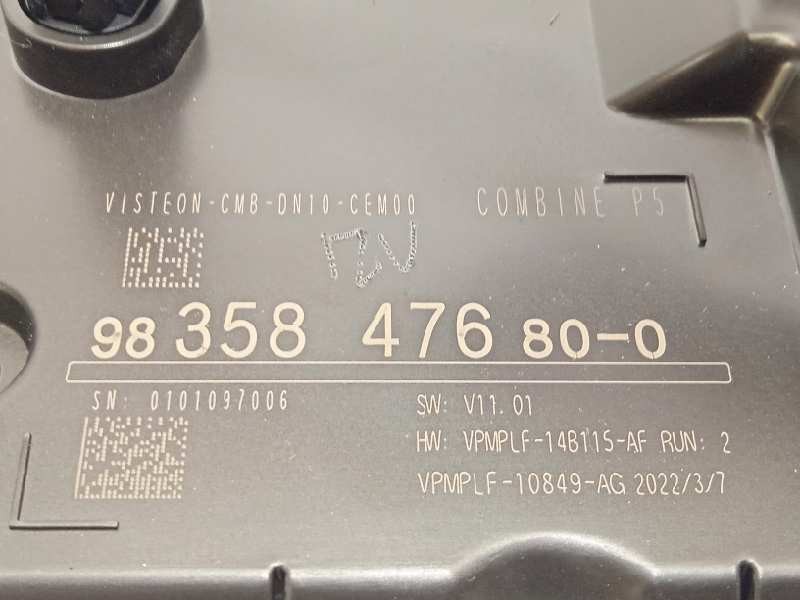 VISTEON-CMB-DN10-CEM00 COMBINE P5
98 358 476 80-0
SN: 0101097006
SW: V11.01
HW: VPMPLF-14B115-AF RUN: 2
VPMPLF-10849-AG 2022/3/7